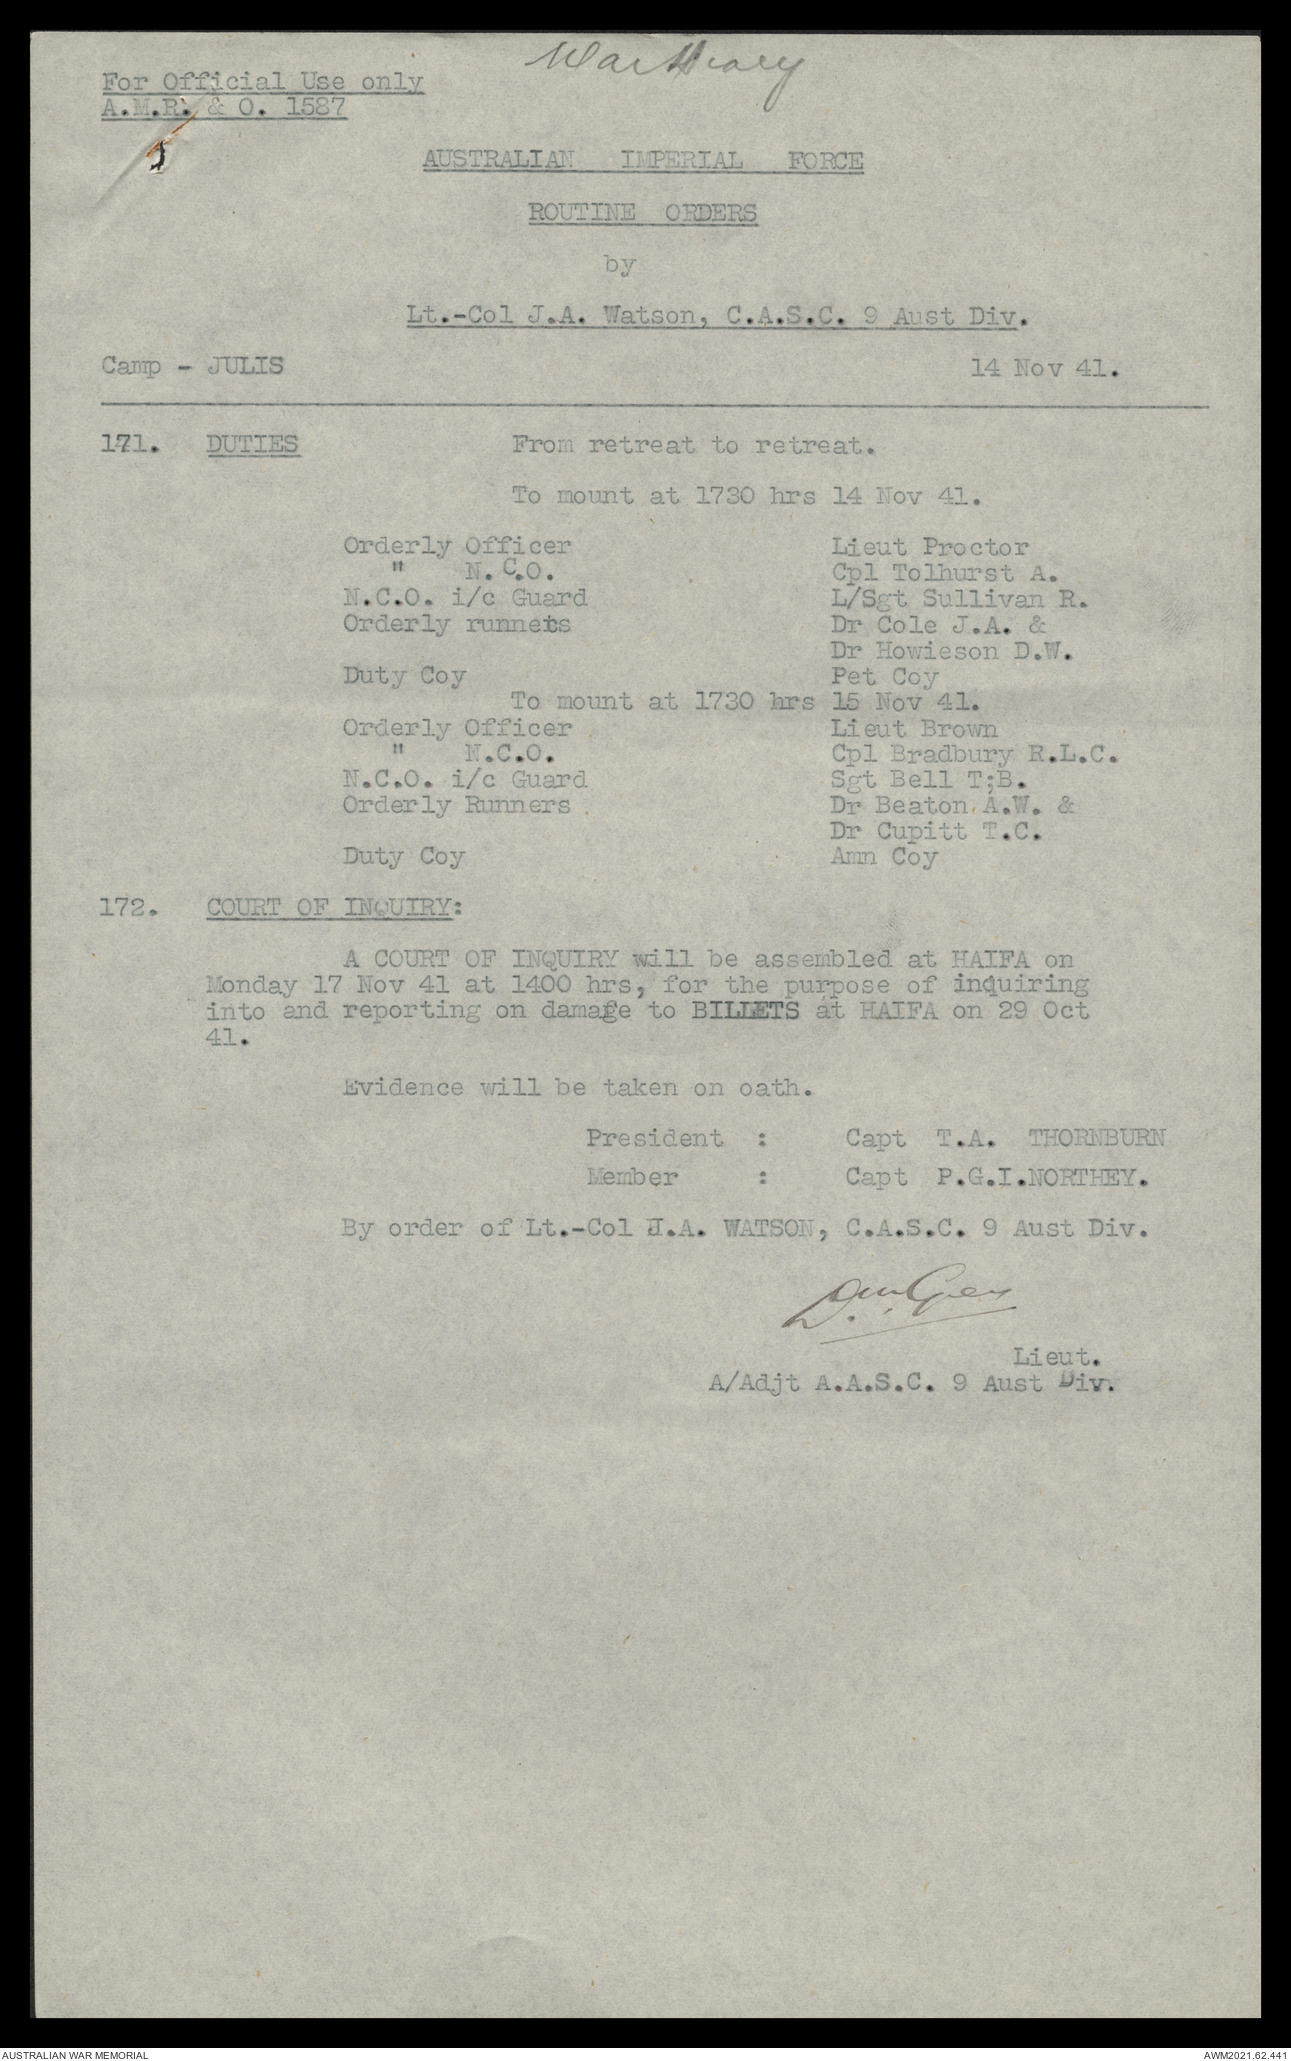 War Diary
For Official Use only
A.M.R. & O. 1587
AUSTRALIAN IMPERIAL FORCE
ROUTINE ORDERS
by
Lt.-Col J.A. Watson, C.A.S.C. 9 Aust Div.
Camp - JULIS 14 Nov 41.
171. DUTIES From retreat to retreat.
To mount at 1730 hrs 14 Nov 41.
Orderly Officer Lieut Proctor
" N.C.O. Cpl Tolhurst A.
N.C.O. i/c Guard L/Sgt Sullivan R.
Orderly runners Dr Cole J.A. &
Dr Howieson D.W.
Duty Coy Pet Coy
To mount at 1730 hrs 15 Nov 41.
Orderly Officer Lieut Brown
" N.C.O. Cpl Bradbury R.L.C.
N.C.O. i/c Guard Sgt Bell T;B.
Orderly Runners Dr Beaton A.W. &
Dr Cupitt T.C.
Duty Coy Amn Coy
172. COURT OF INQUIRY:
A COURT OF INQUIRY will be assembled at HAIFA on
Monday 17 Nov 41 at 1400 hrs, for the purpose of inquiring
into and reporting on damage to BILLETS at HAIFA on 29 Oct
41.
Evidence will be taken on oath.
President : Capt T.A. THORNBURN
Member : Capt P.G.I.NORTHEY.
By order of Lt.-Col J.A. WATSON, C.A.S.C. 9 Aust Div.
Lieut.
A/Adjt A.A.S.C. 9 Aust Div.
AUSTRALIAN WAR MEMORIAL AWM2021.62.441